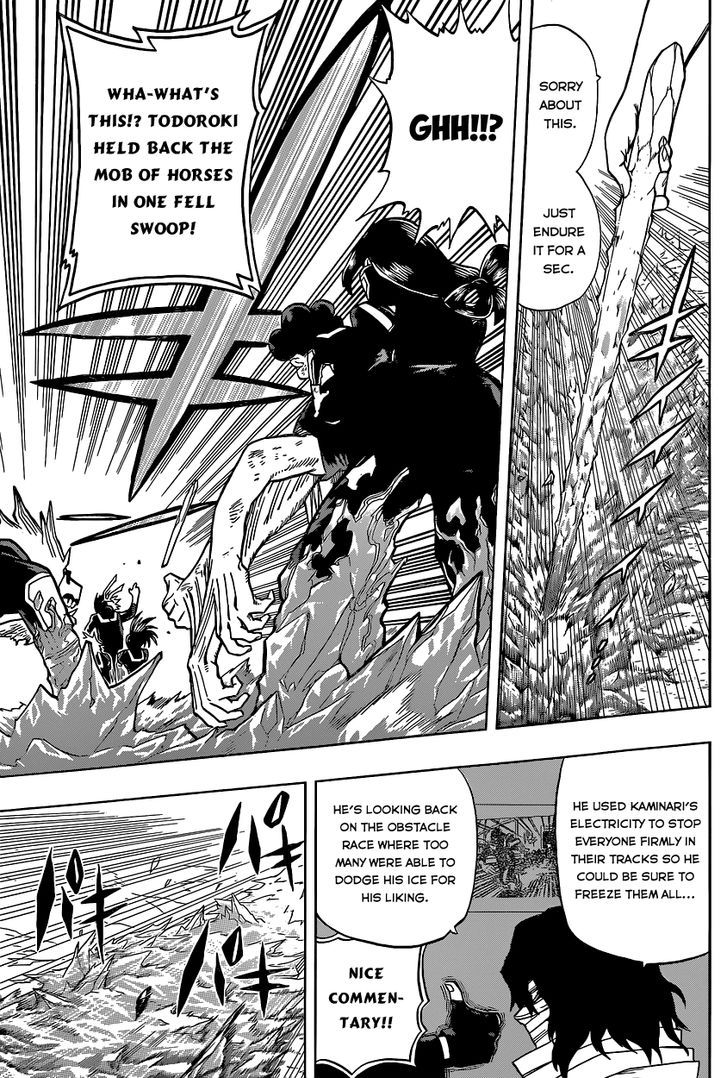 SORRY
ABOUT
THIS.
JUST
ENDURE
IT FOR A
SEC.
GHH!!?
WHA-WHAT'S
THIS!? TODOROKI
HELD BACK THE
MOB OF HORSES
IN ONE FELL
SWOOP!
HE USED KAMINARI'S
ELECTRICITY TO STOP
EVERYONE FIRMLY IN
THEIR TRACKS SO HE
COULD BE SURE TO
FREEZE THEM ALL...
HE'S LOOKING BACK
ON THE OBSTACLE
RACE WHERE TOO
MANY WERE ABLE TO
DODGE HIS ICE FOR
HIS LIKING.
NICE
COMMEN-
TARY!!
パキ
パキ